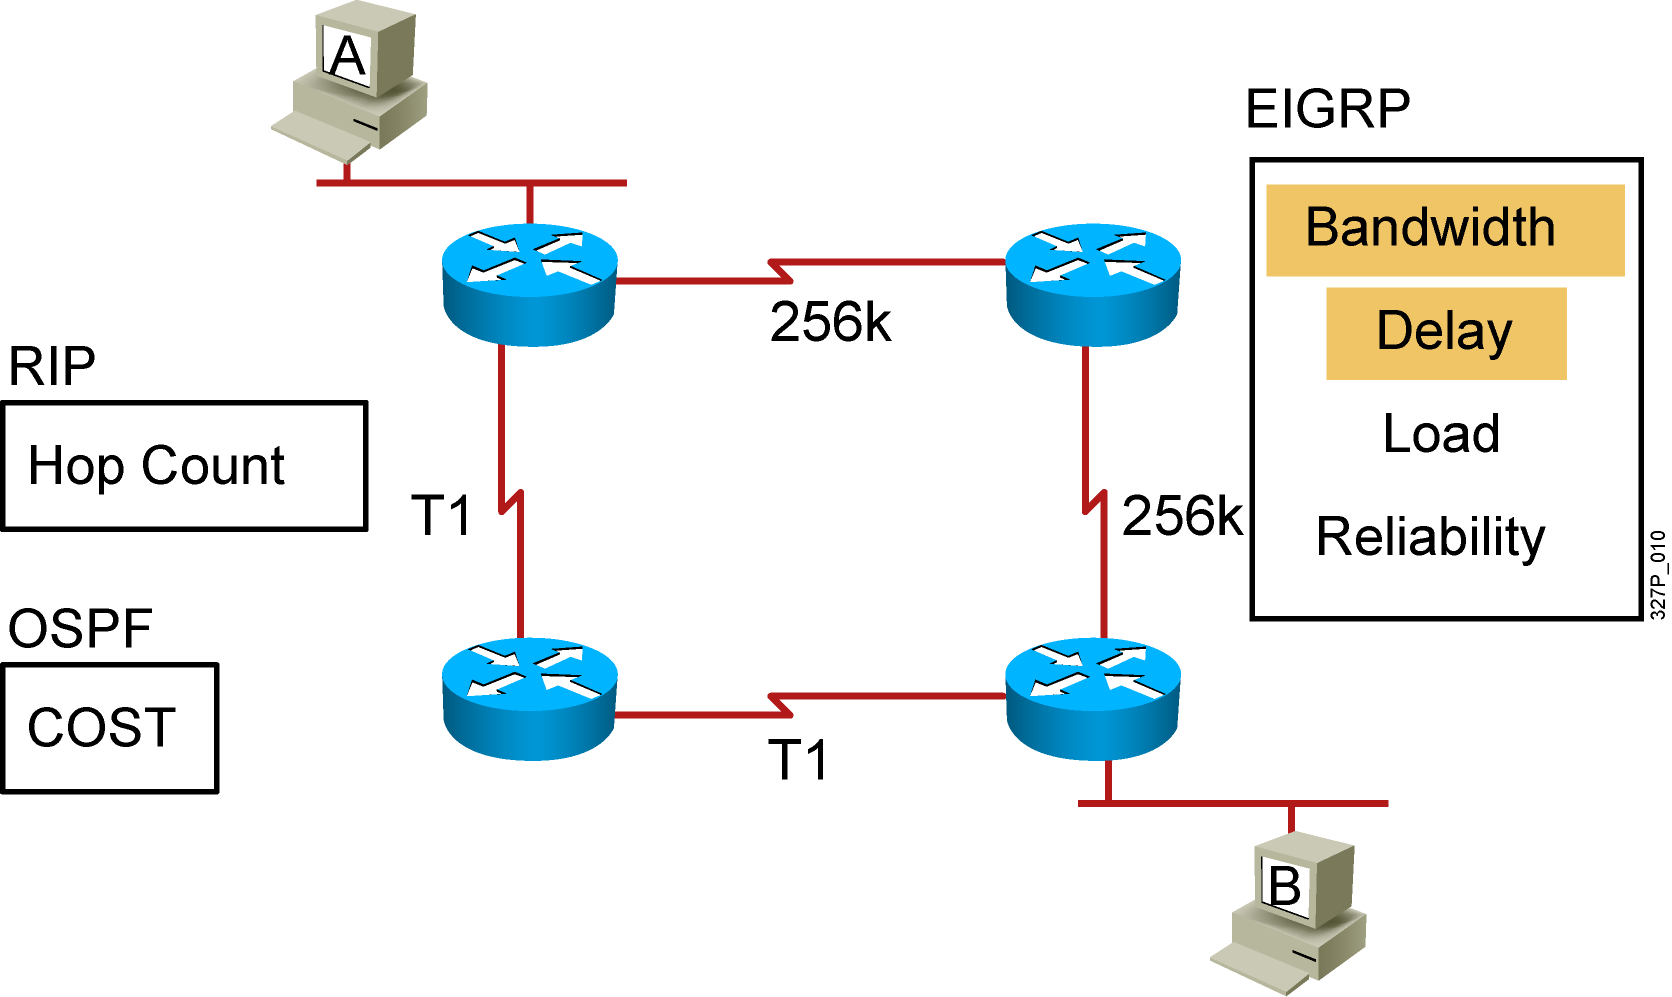 A
EIGRP
Bandwidth
Delay
Load
Reliability
327P_010
256k
RIP
Hop Count
T1
256k
OSPF
COST
T1
B